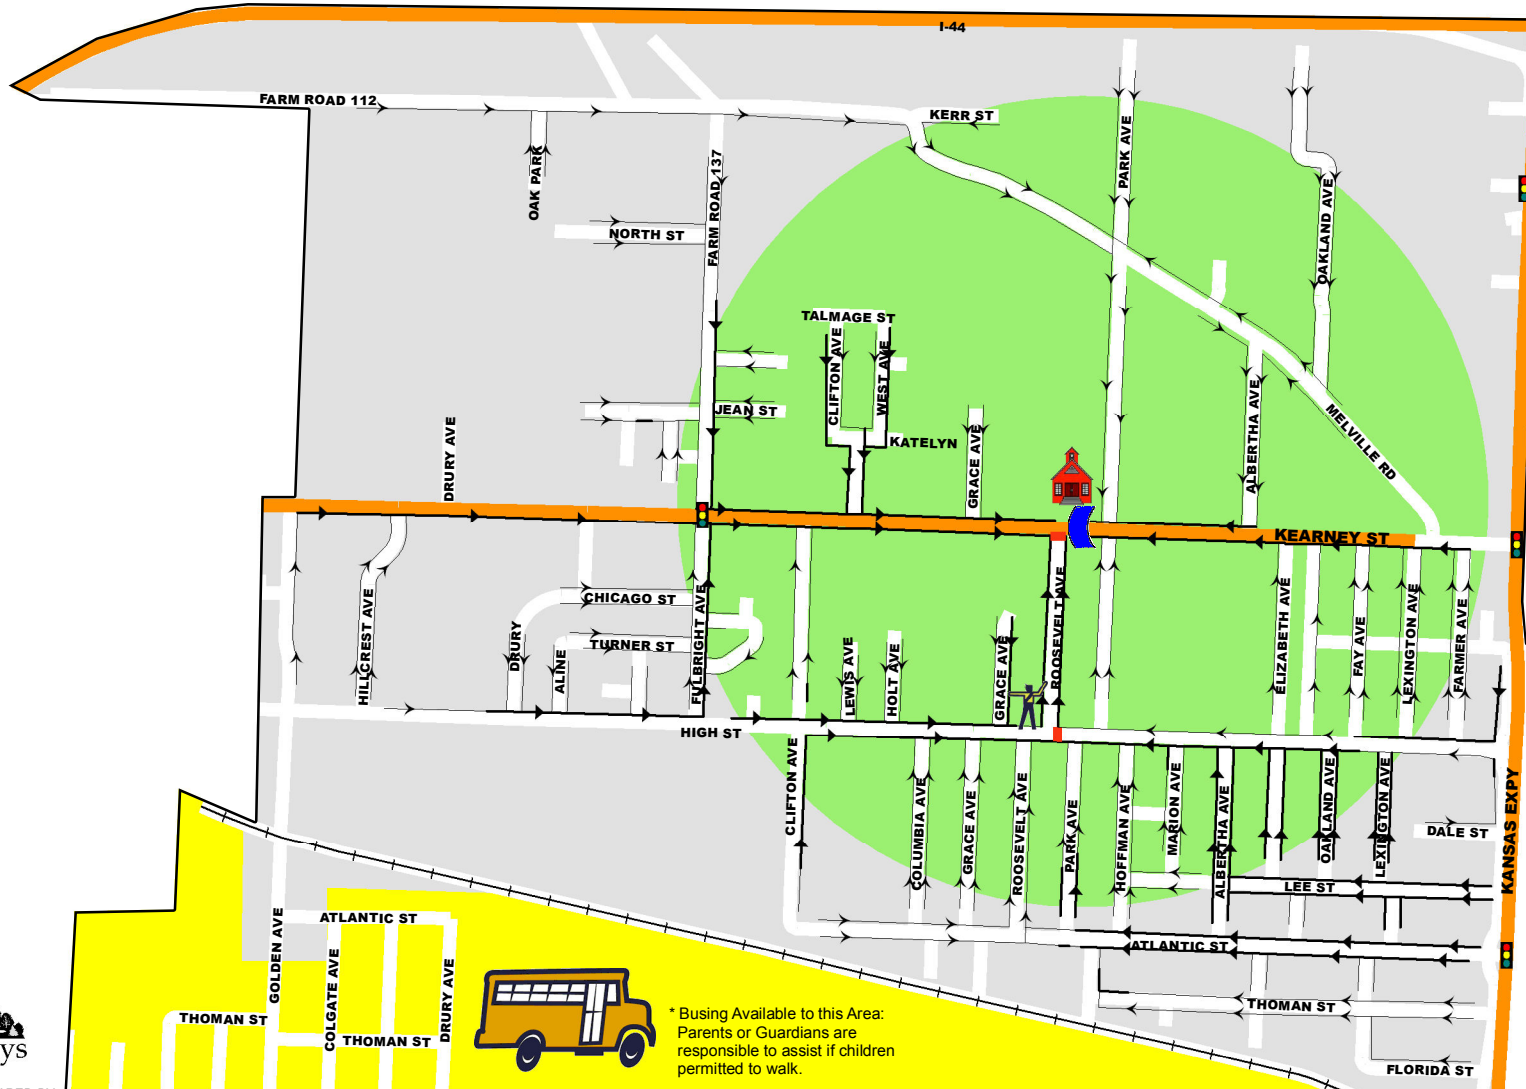 I-44
FARM ROAD 112
KERR ST
PARK AVE
OAK PARK
FARM ROAD 137
OAKLAND AVE
NORTH ST
TALMAGE ST
CLIFTON AVE
WEST AVE
JEAN ST
KATELYN
GRACE AVE
ALBERTHA AVE
MELVILLE RD
DRURY AVE
KEARNEY ST
HILLCREST AVE
CHICAGO ST
DRURY
TURNER ST
ALINE
FULBRIGHT AVE
LEWIS AVE
HOLT AVE
GRACE AVE
ROOSEVELT AVE
ELIZABETH AVE
FAY AVE
LEXINGTON AVE
FARMER AVE
HIGH ST
CLIFTON AVE
COLUMBIA AVE
GRACE AVE
ROOSEVELT AVE
PARK AVE
HOFFMAN AVE
MARION AVE
ALBERTHA AVE
OAKLAND AVE
LEXINGTON AVE
DALE ST
KANSAS EXPY
LEE ST
ATLANTIC ST
ATLANTIC ST
GOLDEN AVE
COLGATE AVE
DRURY AVE
THOMAN ST
THOMAN ST
THOMAN ST
FLORIDA ST
* Busing Available to this Area:
Parents or Guardians are
responsible to assist if children
permitted to walk.
ys